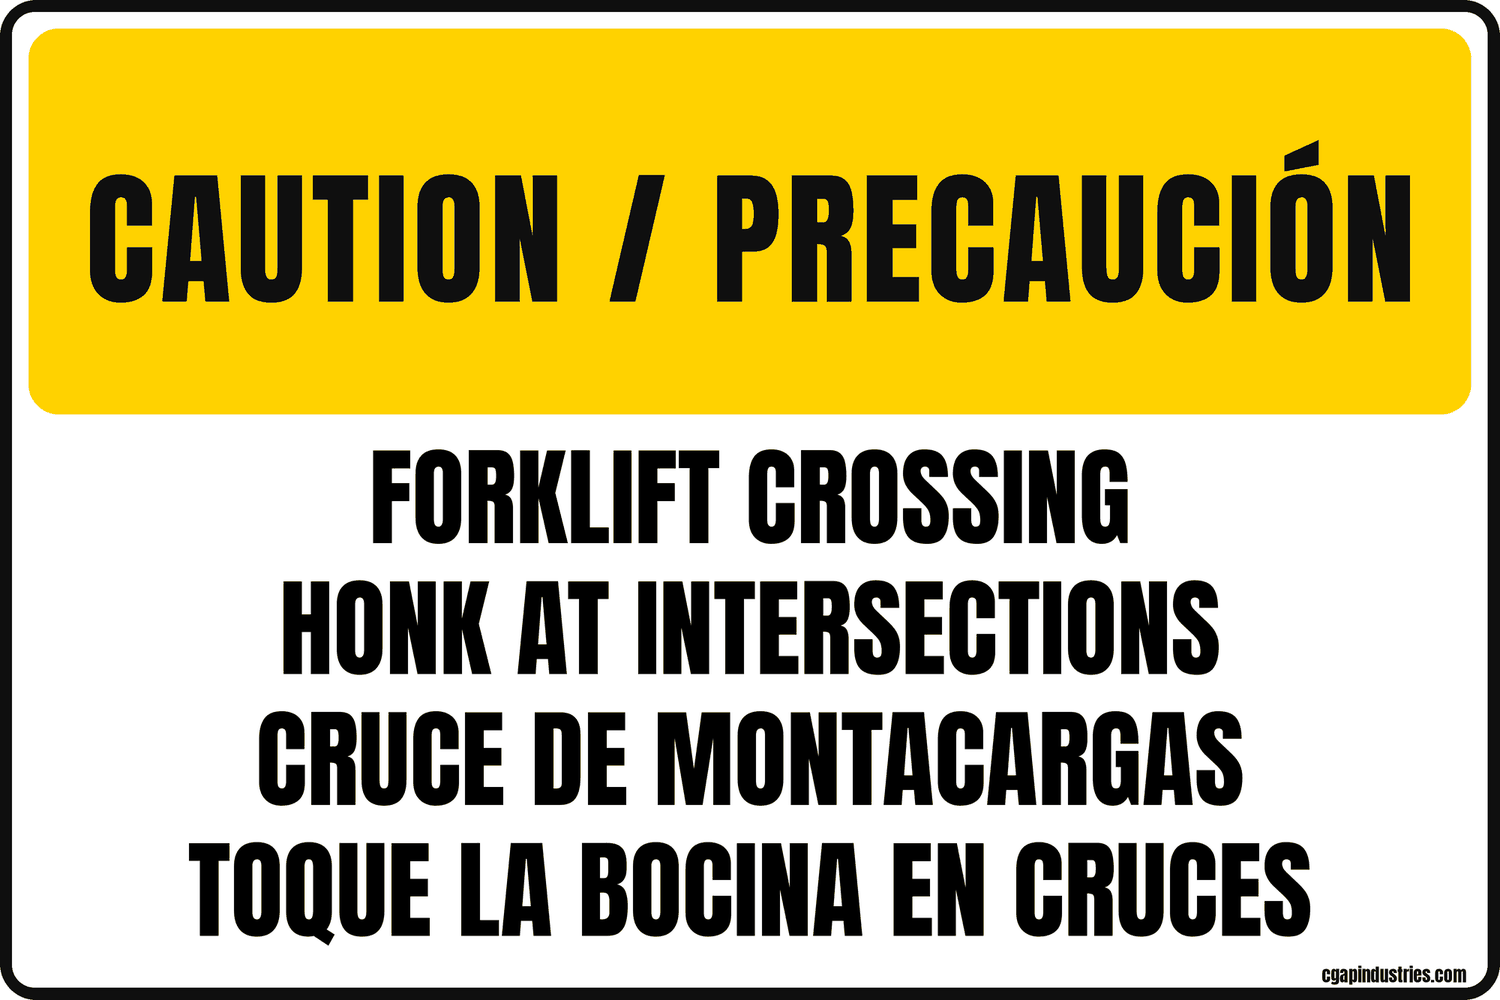 CAUTION / PRECAUCIÓN
FORKLIFT CROSSING
HONK AT INTERSECTIONS
CRUCE DE MONTACARGAS
TOQUE LA BOCINA EN CRUCES
cgapindustries.com